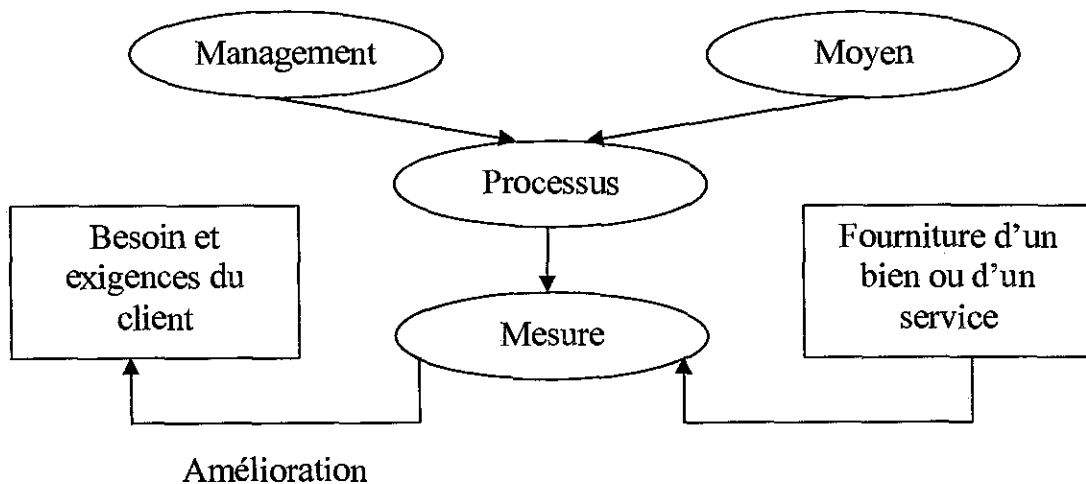 Management
Moyen
Processus
Besoin et
exigences du
client
Fourniture d'un
bien ou d'un
service
Mesure
Amélioration